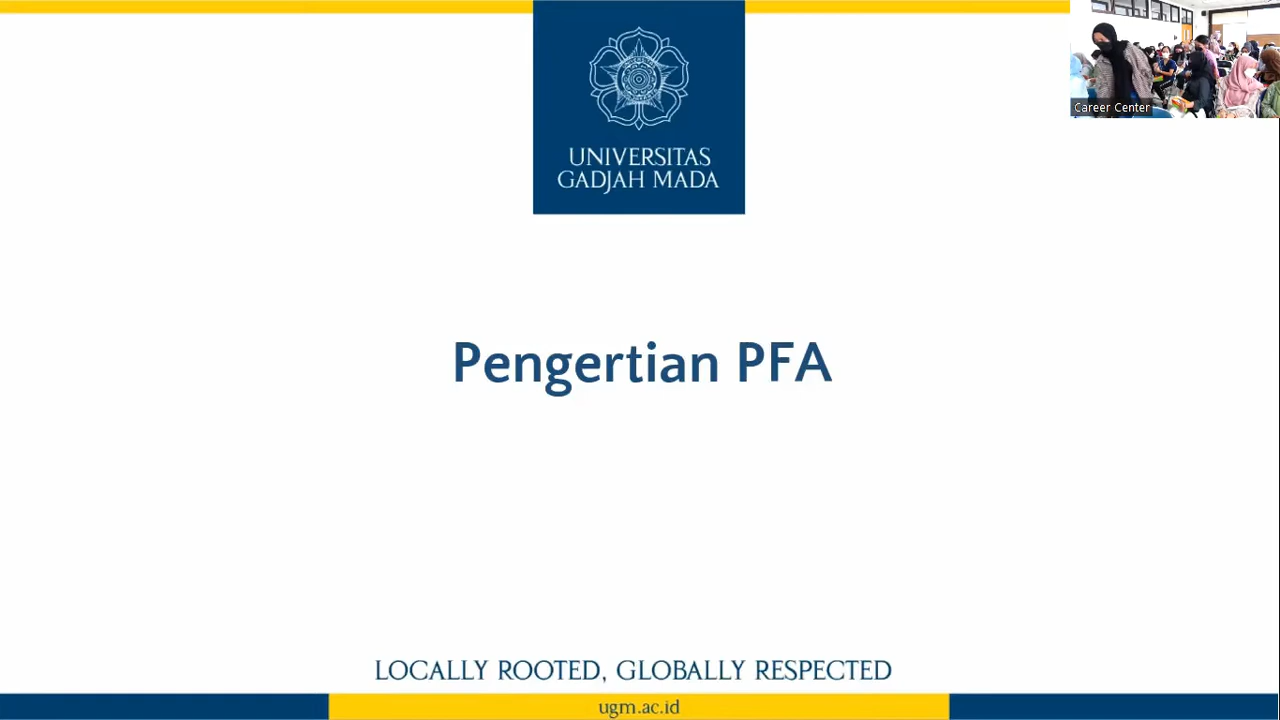 UNIVERSITAS
GADJAH MADA
Career Center
Pengertian PFA
LOCALLY ROOTED, GLOBALLY RESPECTED
ugm.ac.id